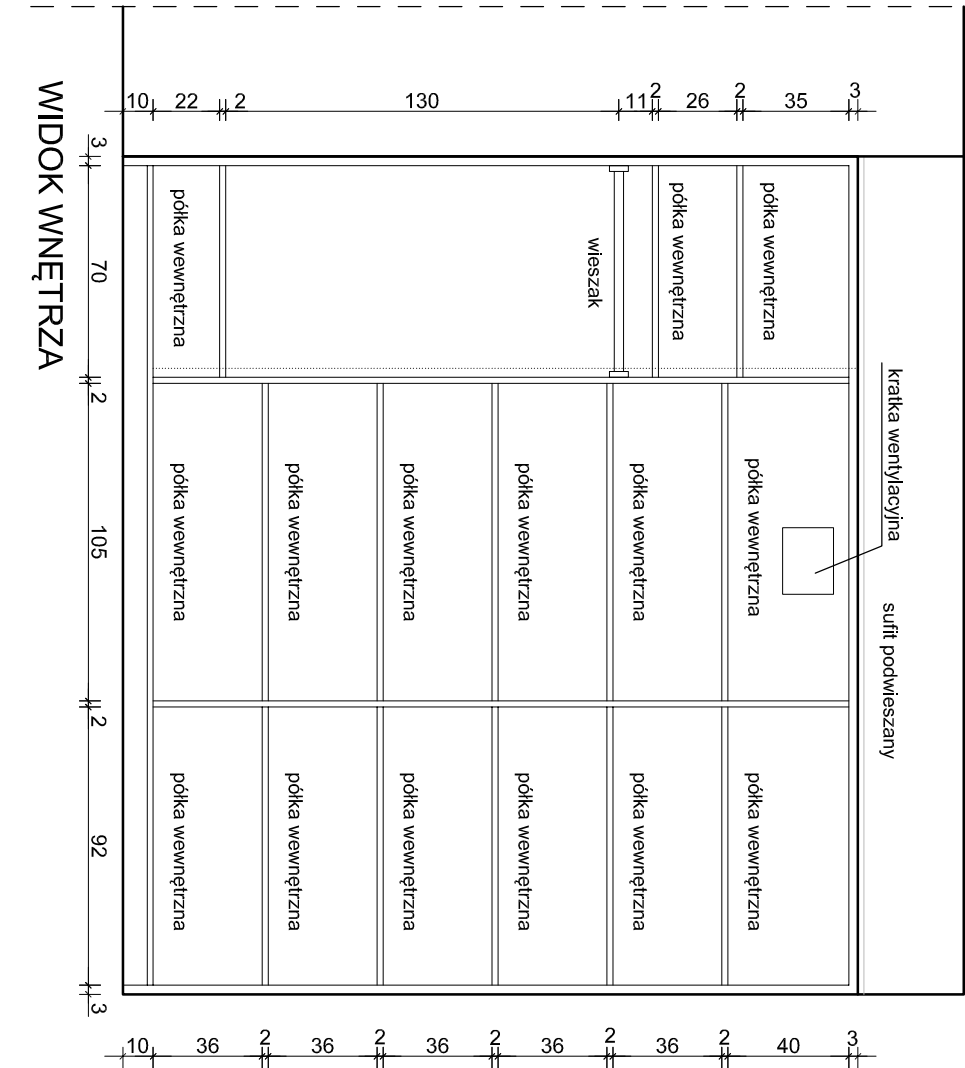 10 22 2 130 11 2 26 2 35 3
3 70 2 105 2 92 3
WIDOK WNĘTRZA
półka wewnętrzna
wieszak
półka wewnętrzna
półka wewnętrzna
kratka wentylacyjna
sufit podwieszany
półka wewnętrzna
półka wewnętrzna
półka wewnętrzna
półka wewnętrzna
półka wewnętrzna
półka wewnętrzna
półka wewnętrzna
półka wewnętrzna
półka wewnętrzna
półka wewnętrzna
półka wewnętrzna
półka wewnętrzna
10 36 2 36 2 36 2 36 2 36 2 40 3